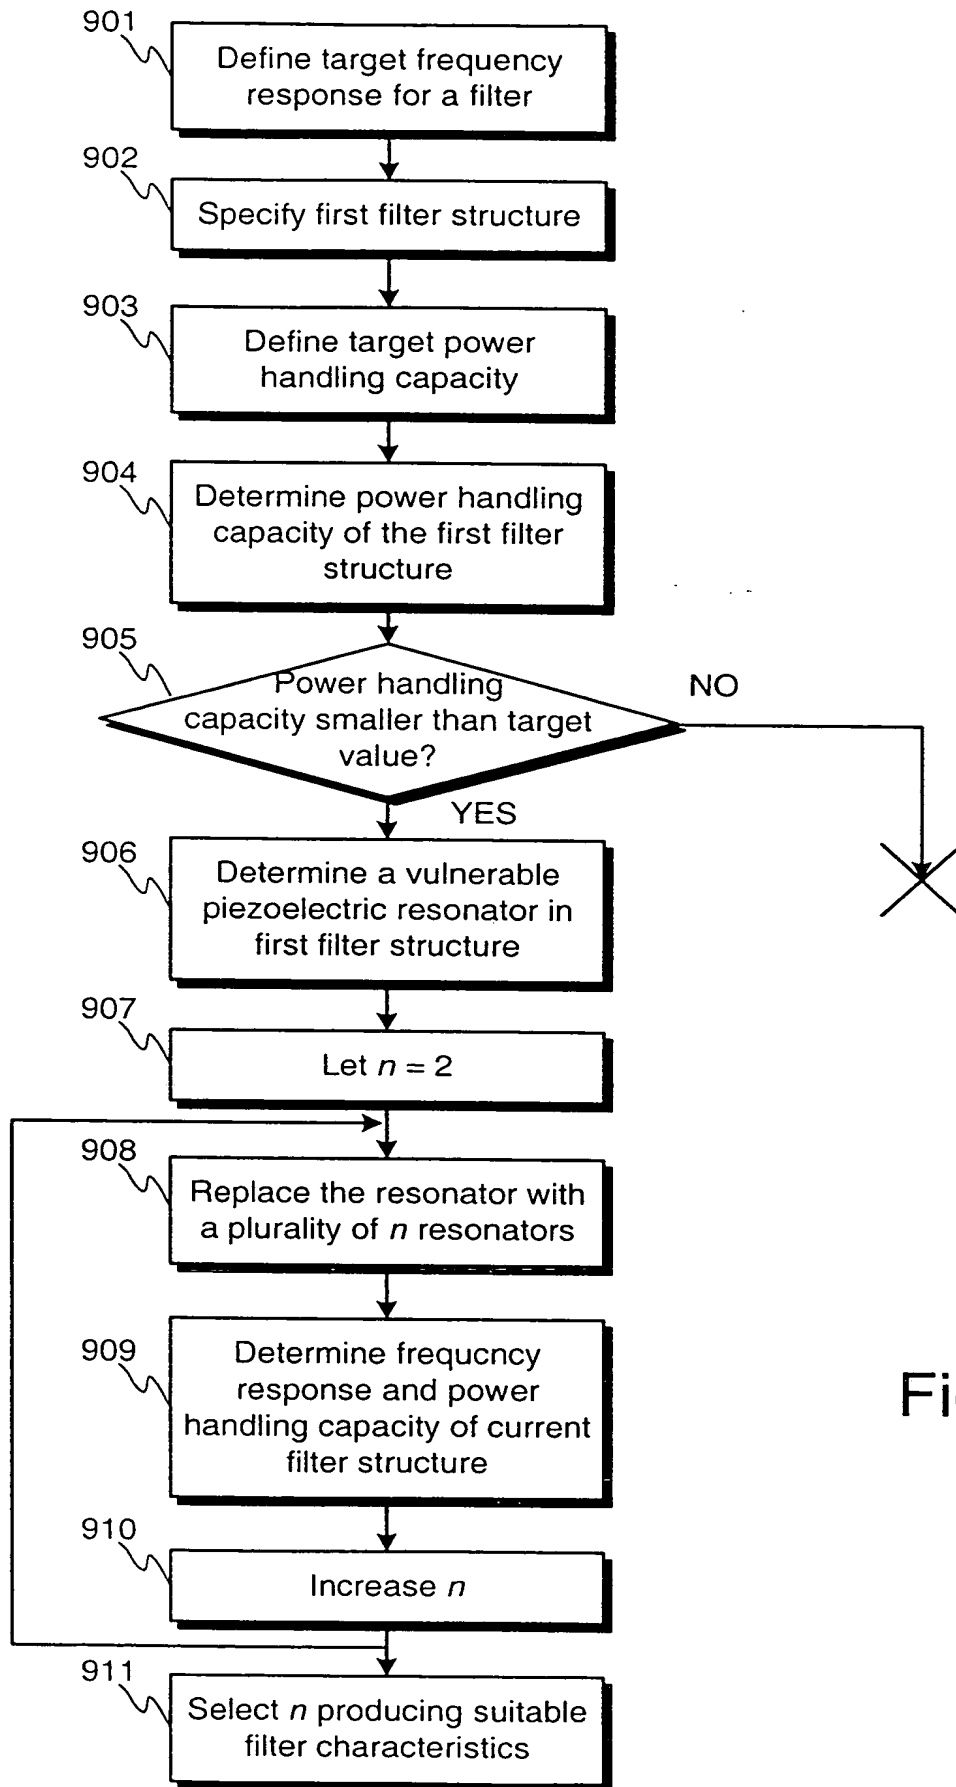 901
Define target frequency
response for a filter
902
Specify first filter structure
903
Define target power
handling capacity
904
Determine power handling
capacity of the first filter
structure
905
Power handling
capacity smaller than target
value?
NO
YES
906
Determine a vulnerable
piezoelectric resonator in
first filter structure
907
Let n = 2
908
Replace the resonator with
a plurality of n resonators
909
Determine frequcncy
response and power
handling capacity of current
filter structure
Fi
910
Increase n
911
Select n producing suitable
filter characteristics